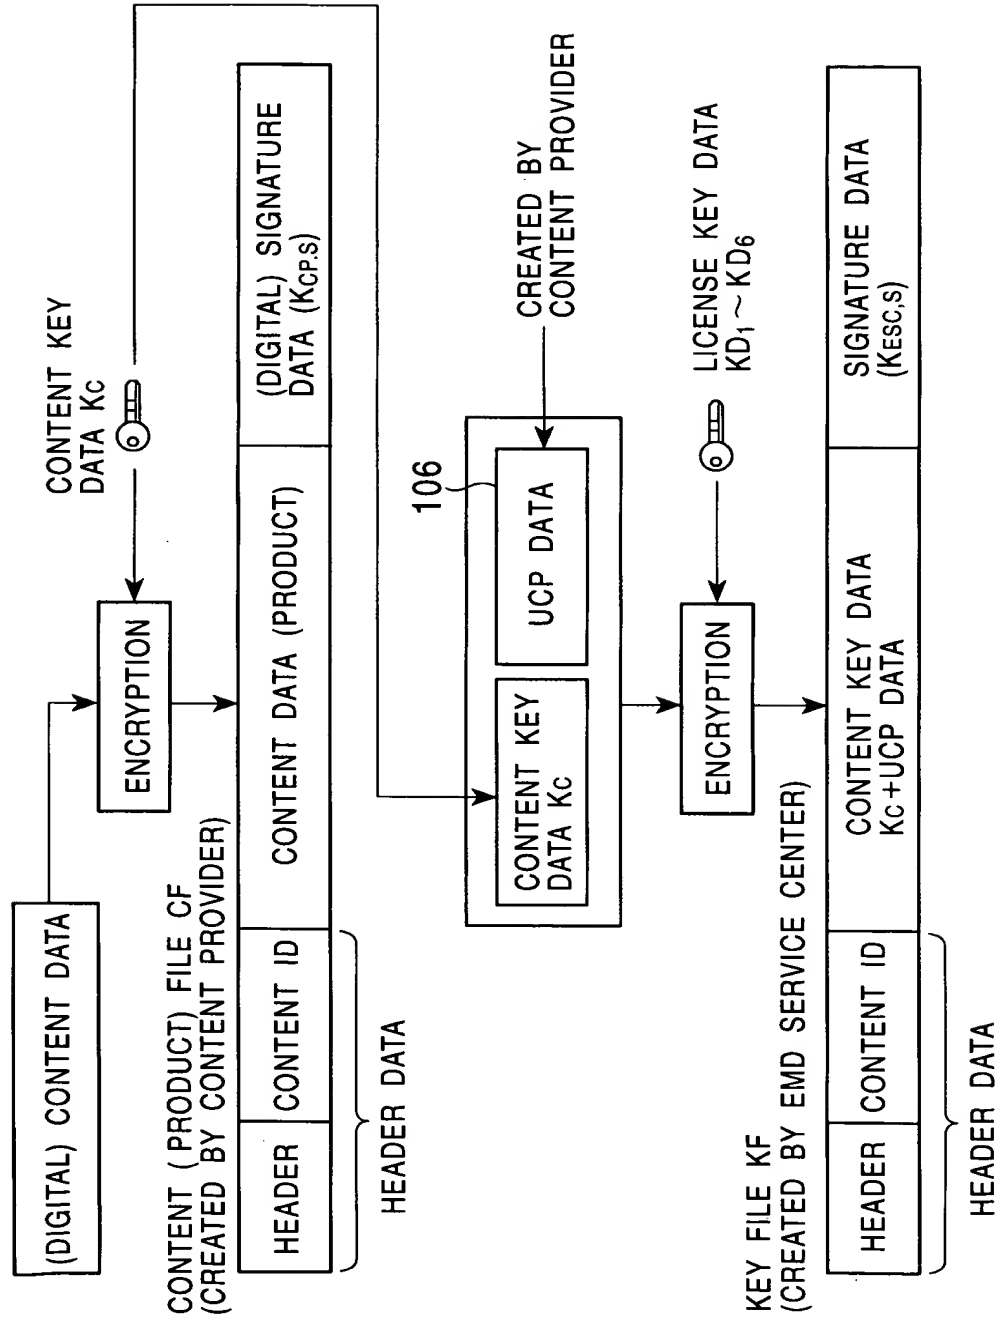 (DIGITAL) CONTENT DATA
CONTENT KEY
DATA Kc
ENCRYPTION
CONTENT (PRODUCT) FILE CF
(CREATED BY CONTENT PROVIDER)
HEADER
CONTENT ID
CONTENT DATA (PRODUCT)
(DIGITAL) SIGNATURE
DATA (KCP.S)
HEADER DATA
106
CONTENT KEY
DATA Kc
UCP DATA
CREATED BY
CONTENT PROVIDER
LICENSE KEY DATA
KD1 ~ KD6
ENCRYPTION
KEY FILE KF
(CREATED BY EMD SERVICE CENTER)
HEADER
CONTENT ID
CONTENT KEY DATA
Kc+UCP DATA
SIGNATURE DATA
(KESC,S)
HEADER DATA